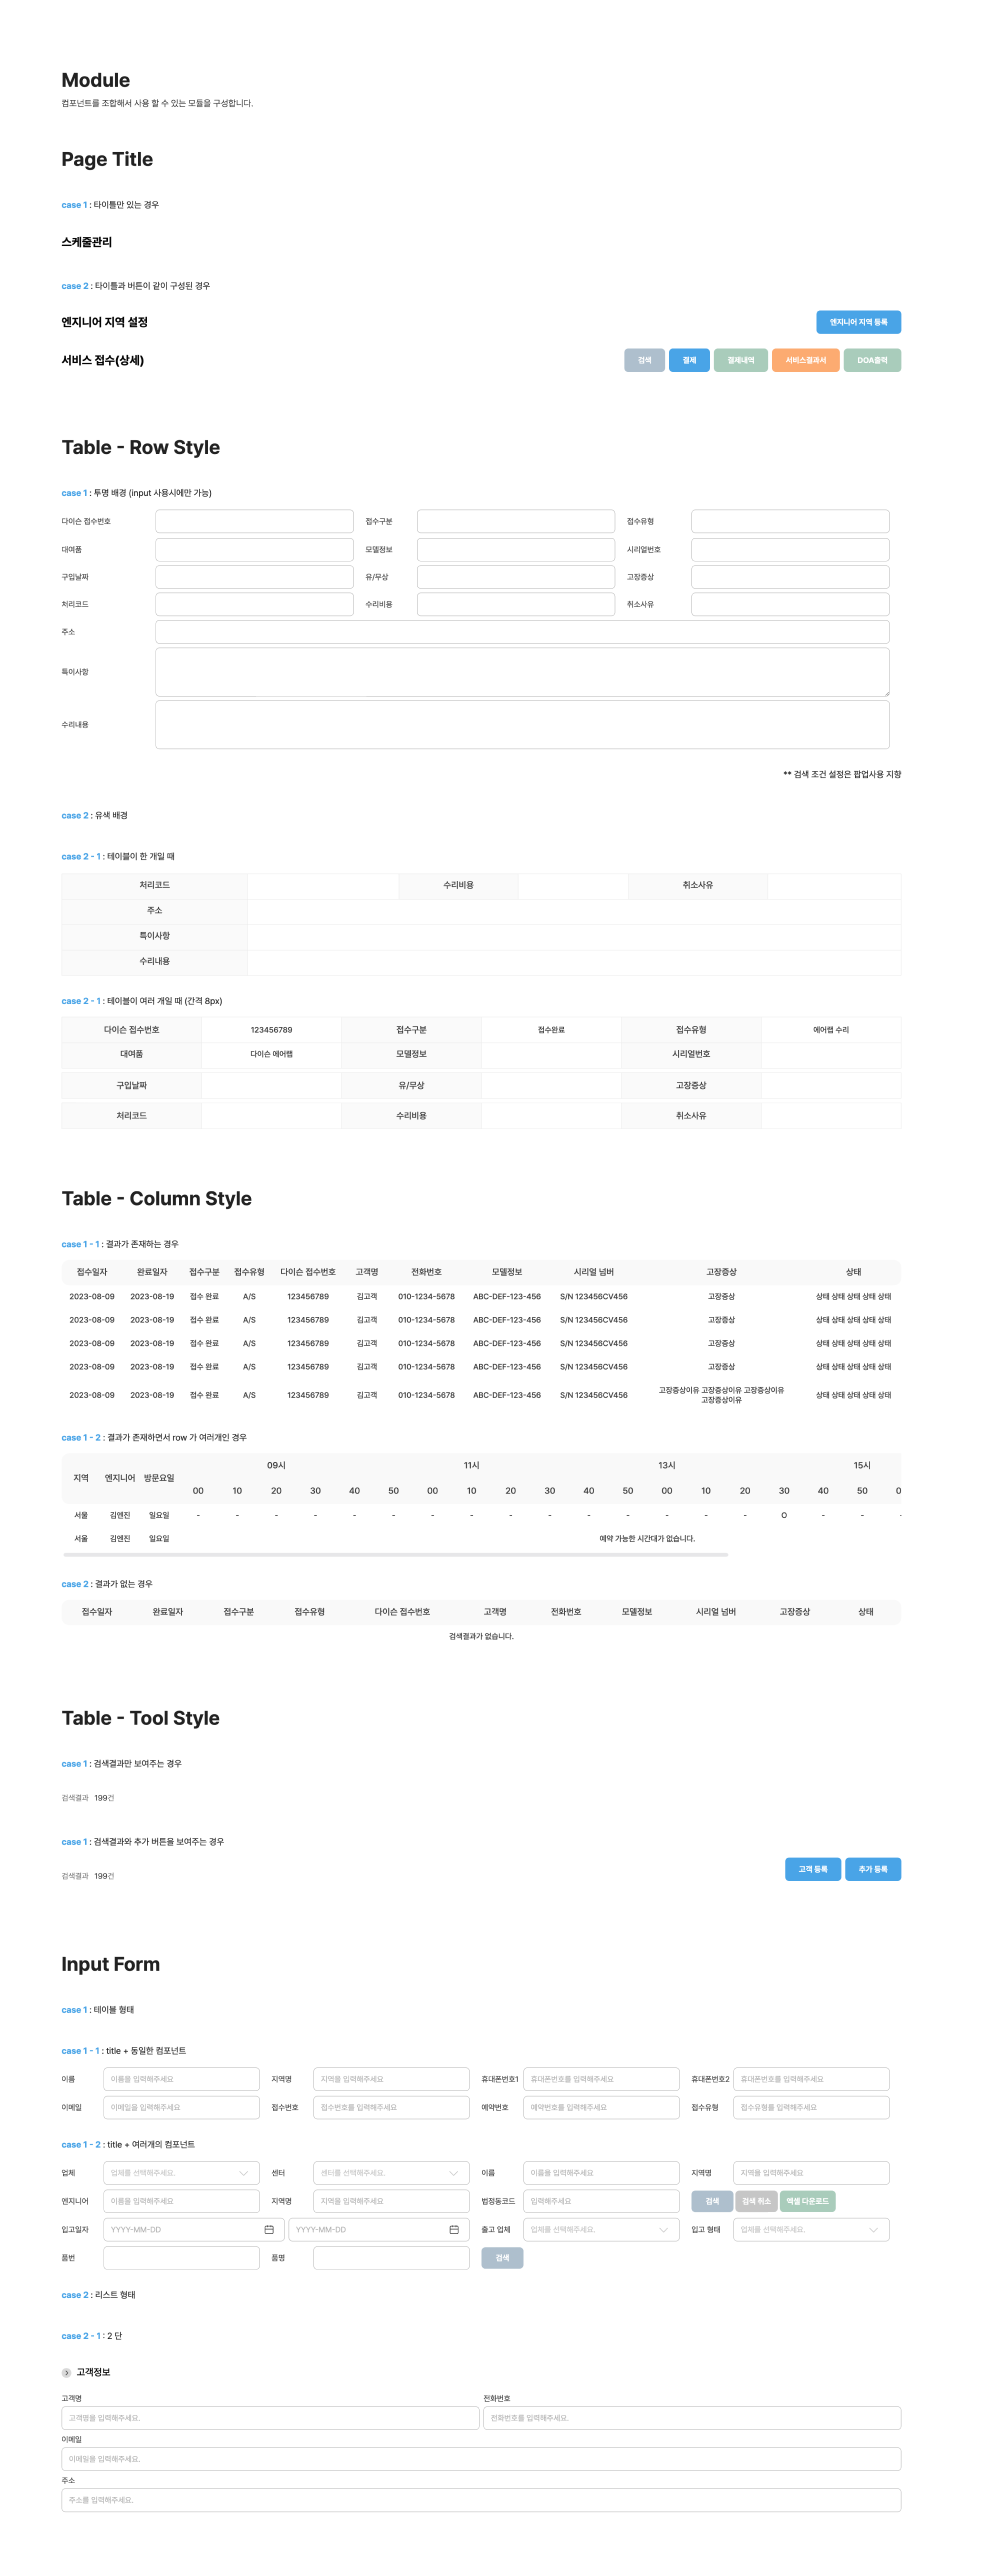 Module
컴포넌트를 조합해서 사용 할 수 있는 모듈을 구성합니다.
Page Title
case 1 : 타이틀만 있는 경우
스케줄관리
case 2 : 타이틀과 버튼이 같이 구성된 경우
엔지니어 지역 설정 엔지니어 지역 등록
서비스 접수(상세) 검색 결제 결제내역 서비스결과서 DOA출력
Table - Row Style
case 1 : 투명 배경 (input 사용시에만 가능)
다이슨 접수번호 접수구분 접수유형
대여품 모델정보 시리얼번호
구입날짜 유/무상 고장증상
처리코드 수리비용 취소사유
주소
특이사항
수리내용
** 검색 조건 설정은 팝업사용 지향
case 2 : 유색 배경
case 2 - 1 : 테이블이 한 개일 때
처리코드 수리비용 취소사유
주소
특이사항
수리내용
case 2 - 1 : 테이블이 여러 개일 때 (간격 8px)
다이슨 접수번호 123456789 접수구분 접수완료 접수유형 에어랩 수리
대여품 다이슨 에어랩 모델정보 시리얼번호
구입날짜 유/무상 고장증상
처리코드 수리비용 취소사유
Table - Column Style
case 1 - 1 : 결과가 존재하는 경우
접수일자 완료일자 접수구분 접수유형 다이슨 접수번호 고객명 전화번호 모델정보 시리얼 넘버 고장증상 상태
2023-08-09 2023-08-19 접수 완료 A/S 123456789 김고객 010-1234-5678 ABC-DEF-123-456 S/N 123456CV456 고장증상 상태 상태 상태 상태 상태
2023-08-09 2023-08-19 접수 완료 A/S 123456789 김고객 010-1234-5678 ABC-DEF-123-456 S/N 123456CV456 고장증상 상태 상태 상태 상태 상태
2023-08-09 2023-08-19 접수 완료 A/S 123456789 김고객 010-1234-5678 ABC-DEF-123-456 S/N 123456CV456 고장증상 상태 상태 상태 상태 상태
2023-08-09 2023-08-19 접수 완료 A/S 123456789 김고객 010-1234-5678 ABC-DEF-123-456 S/N 123456CV456 고장증상 상태 상태 상태 상태 상태
2023-08-09 2023-08-19 접수 완료 A/S 123456789 김고객 010-1234-5678 ABC-DEF-123-456 S/N 123456CV456 고장증상이유 고장증상이유 고장증상이유 상태 상태 상태 상태 상태
고장증상이유
case 1 - 2 : 결과가 존재하면서 row 가 여러개인 경우
09시 11시 13시 15시
지역 엔지니어 방문요일
00 10 20 30 40 50 00 10 20 30 40 50 00 10 20 30 40 50 0
서울 김엔진 일요일 - - - - - - - - - - - - - - - O - - -
서울 김엔진 일요일 예약 가능한 시간대가 없습니다.
case 2 : 결과가 없는 경우
접수일자 완료일자 접수구분 접수유형 다이슨 접수번호 고객명 전화번호 모델정보 시리얼 넘버 고장증상 상태
검색결과가 없습니다.
Table - Tool Style
case 1 : 검색결과만 보여주는 경우
검색결과 199건
case 1 : 검색결과와 추가 버튼을 보여주는 경우
검색결과 199건 고객 등록 추가 등록
Input Form
case 1 : 테이블 형태
case 1 - 1 : title + 동일한 컴포넌트
이름 이름을 입력해주세요 지역명 지역을 입력해주세요 휴대폰번호1 휴대폰번호를 입력해주세요 휴대폰번호2 휴대폰번호를 입력해주세요
이메일 이메일을 입력해주세요 접수번호 접수번호를 입력해주세요 예약번호 예약번호를 입력해주세요 접수유형 접수유형를 입력해주세요
case 1 - 2 : title + 여러개의 컴포넌트
업체 업체를 선택해주세요. 센터 센터를 선택해주세요. 이름 이름을 입력해주세요 지역명 지역을 입력해주세요
엔지니어 이름을 입력해주세요 지역명 지역을 입력해주세요 법정동코드 입력해주세요 검색 검색 취소 엑셀 다운로드
입고일자 YYYY-MM-DD YYYY-MM-DD 출고 업체 업체를 선택해주세요. 입고 형태 업체를 선택해주세요.
품번 품명 검색
case 2 : 리스트 형태
case 2 - 1 : 2 단
고객정보
고객명 전화번호
고객명을 입력해주세요. 전화번호를 입력해주세요.
이메일
이메일을 입력해주세요.
주소
주소를 입력해주세요.